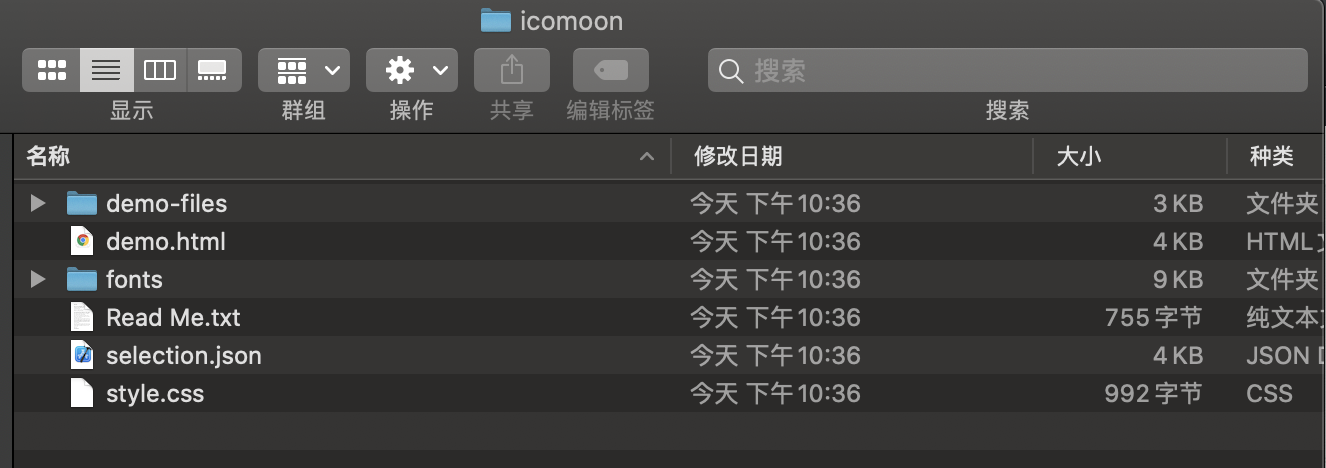 icomoon
搜索
显示 群组 操作 共享 编辑标签 搜索
名称 修改日期 大小 种类
demo-files 今天 下午10:36 3 KB 文件夹
demo.html 今天 下午10:36 4 KB HTML
fonts 今天 下午10:36 9 KB 文件夹
Read Me.txt 今天 下午10:36 755 字节 纯文本
selection.json 今天 下午10:36 4 KB JSON
style.css 今天 下午10:36 992 字节 CSS